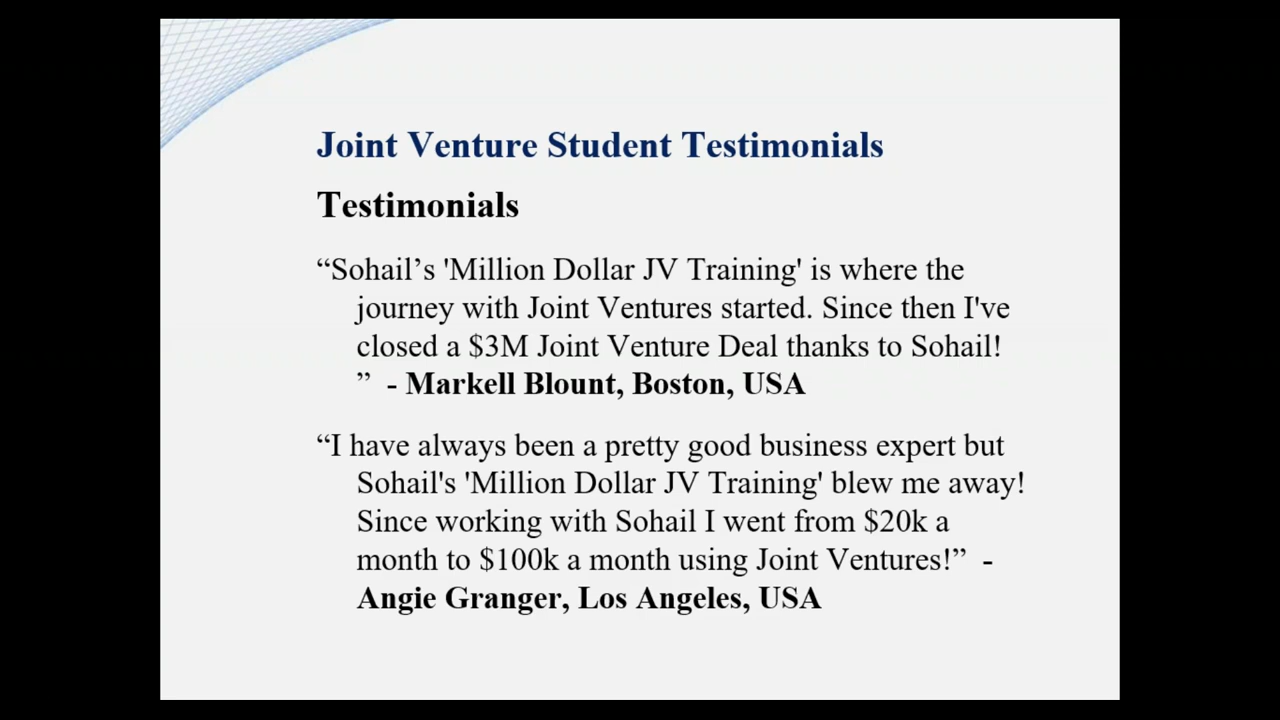 Joint Venture Student Testimonials
Testimonials
“Sohail’s 'Million Dollar JV Training' is where the
journey with Joint Ventures started. Since then I've
closed a $3M Joint Venture Deal thanks to Sohail!
” - Markell Blount, Boston, USA
“I have always been a pretty good business expert but
Sohail's 'Million Dollar JV Training' blew me away!
Since working with Sohail I went from $20k a
month to $100k a month using Joint Ventures!” -
Angie Granger, Los Angeles, USA